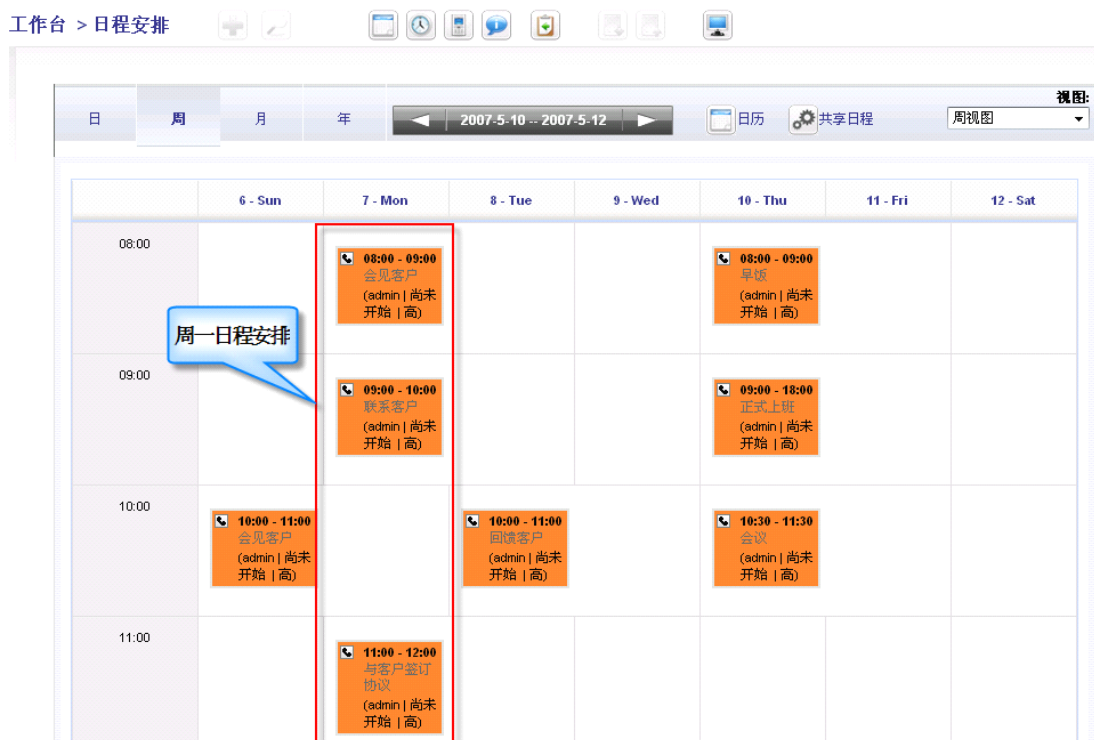 工作台 > 日程安排
视图:
日 周 月 年 2007-5-10 -- 2007-5-12 日历 共享日程 周视图
6 - Sun 7 - Mon 8 - Tue 9 - Wed 10 - Thu 11 - Fri 12 - Sat
08:00
08:00 - 09:00
会见客户
(admin | 尚未
开始 | 高)
08:00 - 09:00
早饭
(admin | 尚未
开始 | 高)
周一日程安排
09:00
09:00 - 10:00
联系客户
(admin | 尚未
开始 | 高)
09:00 - 18:00
正式上班
(admin | 尚未
开始 | 高)
10:00
10:00 - 11:00
会见客户
(admin | 尚未
开始 | 高)
10:00 - 11:00
回馈客户
(admin | 尚未
开始 | 高)
10:30 - 11:30
会议
(admin | 尚未
开始 | 高)
11:00
11:00 - 12:00
与客户签订
协议
(admin | 尚未
开始 | 高)